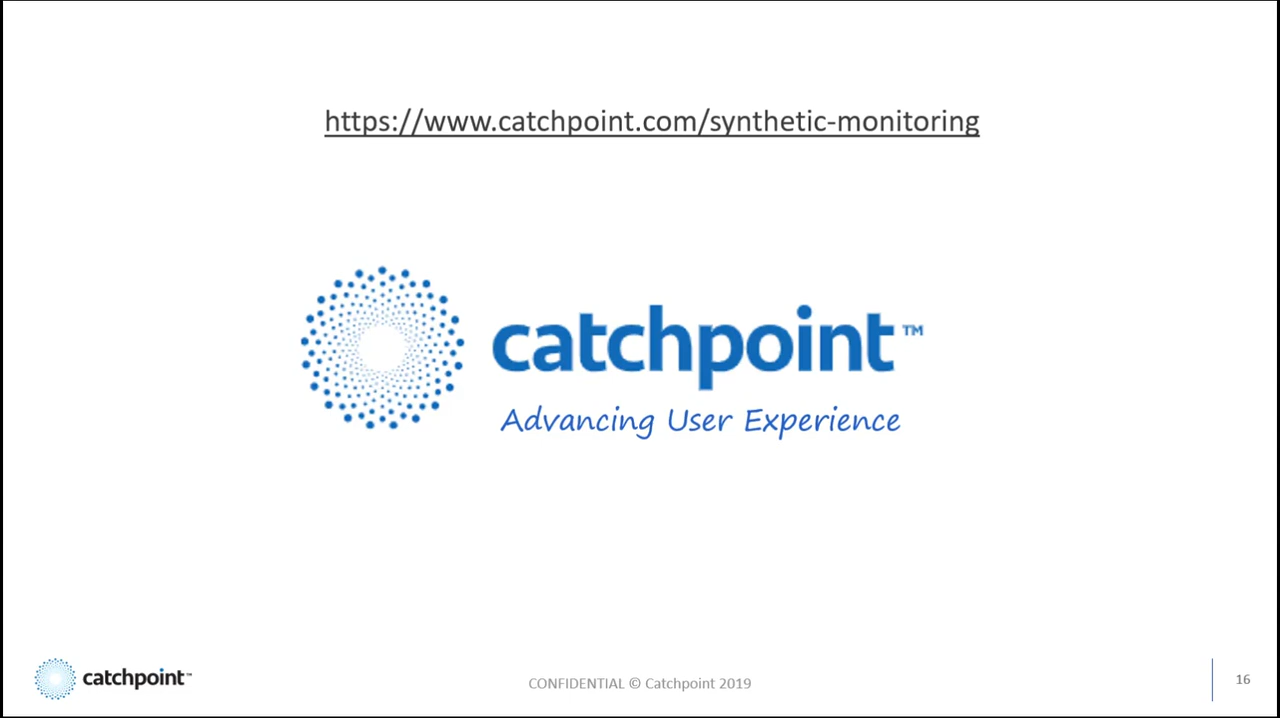 https://www.catchpoint.com/synthetic-monitoring
catchpoint™
Advancing User Experience
catchpoint™
CONFIDENTIAL © Catchpoint 2019
16